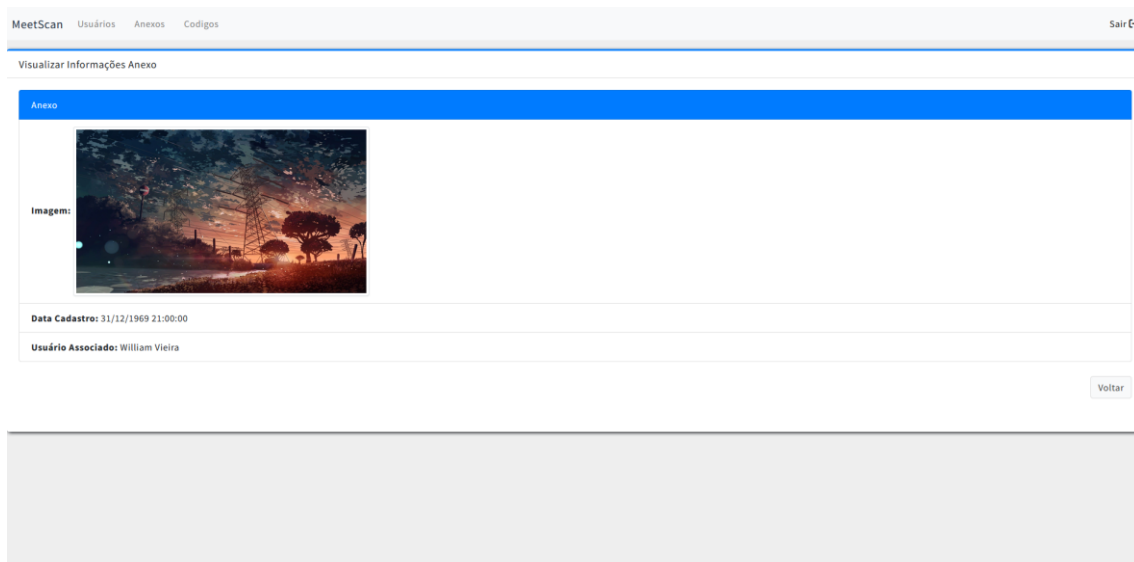 MeetScan Usuários Anexos Codigos Sair
Visualizar Informações Anexo
Anexo
Imagem:
Data Cadastro: 31/12/1969 21:00:00
Usuário Associado: William Vieira
Voltar